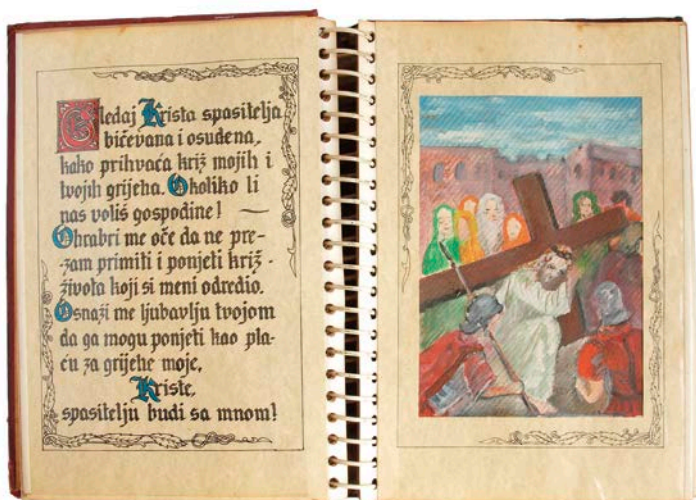 Gledaj Krista spasitelja
bičevana i osuđena,
kako prihvaća križ mojih i
tvojih grijeha. Okoliko li
nas voliš gospodine! —
Ohrabri me oče da ne pre-
-zam primiti i ponjeti križ -
života koji si meni odredio.
Osnaži me ljubavlju tvojom
da ga mogu ponjeti kao pla-
ću za grijehe moje,
Kriste,
spasitelju budi sa mnom!